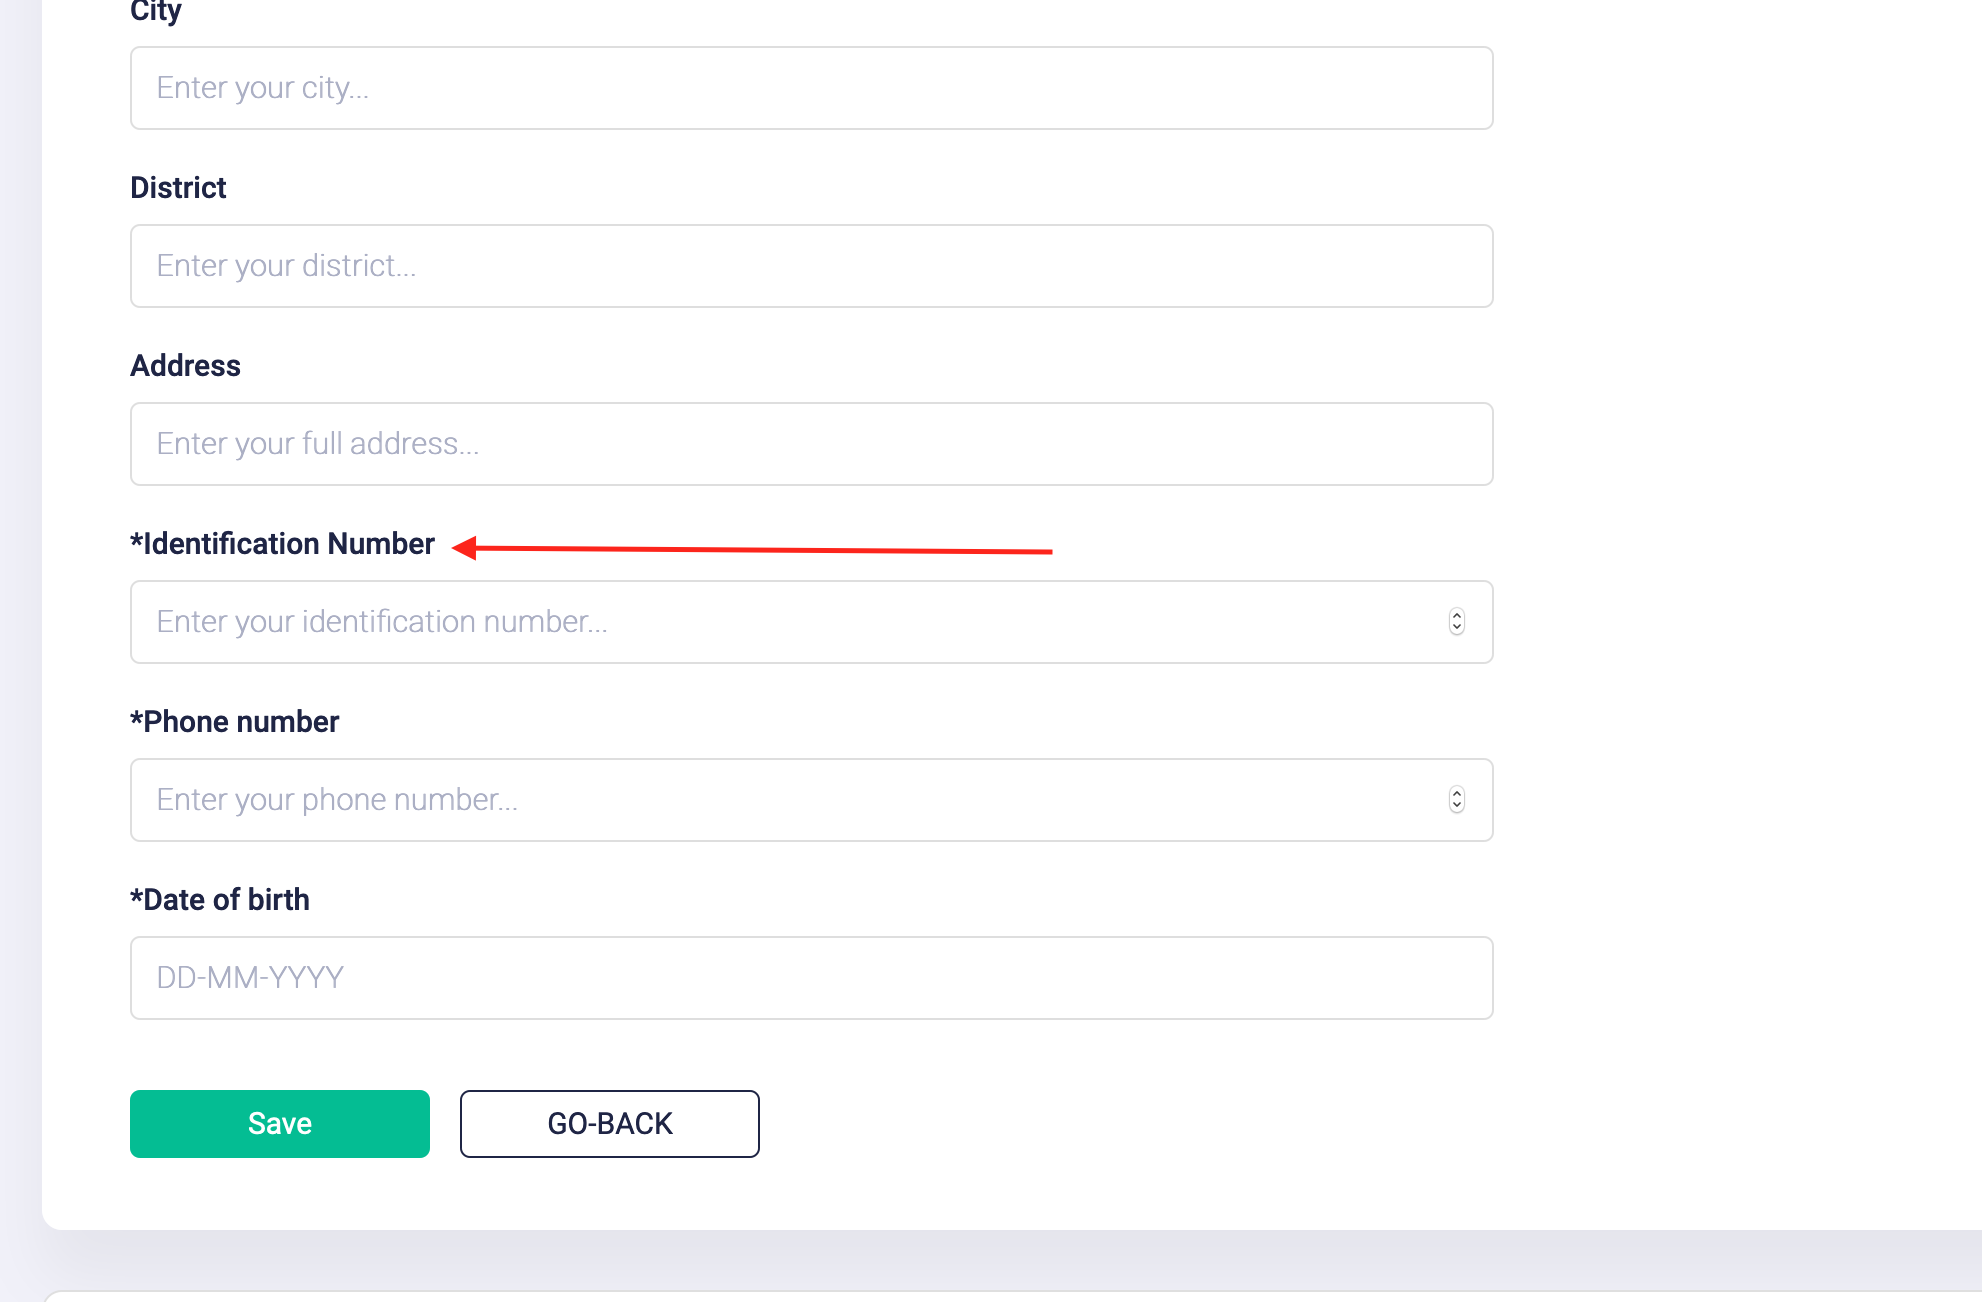 City
Enter your city...
District
Enter your district...
Address
Enter your full address...
*Identification Number
Enter your identification number...
*Phone number
Enter your phone number...
*Date of birth
DD-MM-YYYY
Save
GO-BACK